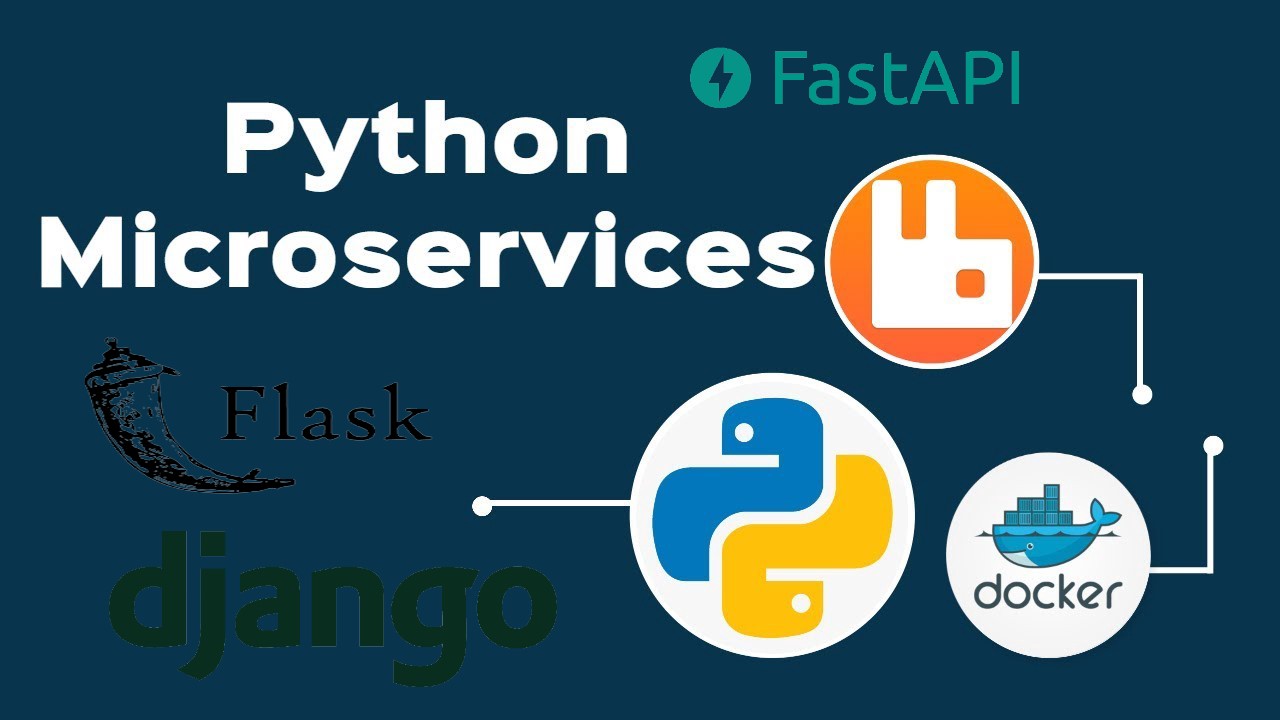 FastAPI
Python
Microservices
Flask
django
docker